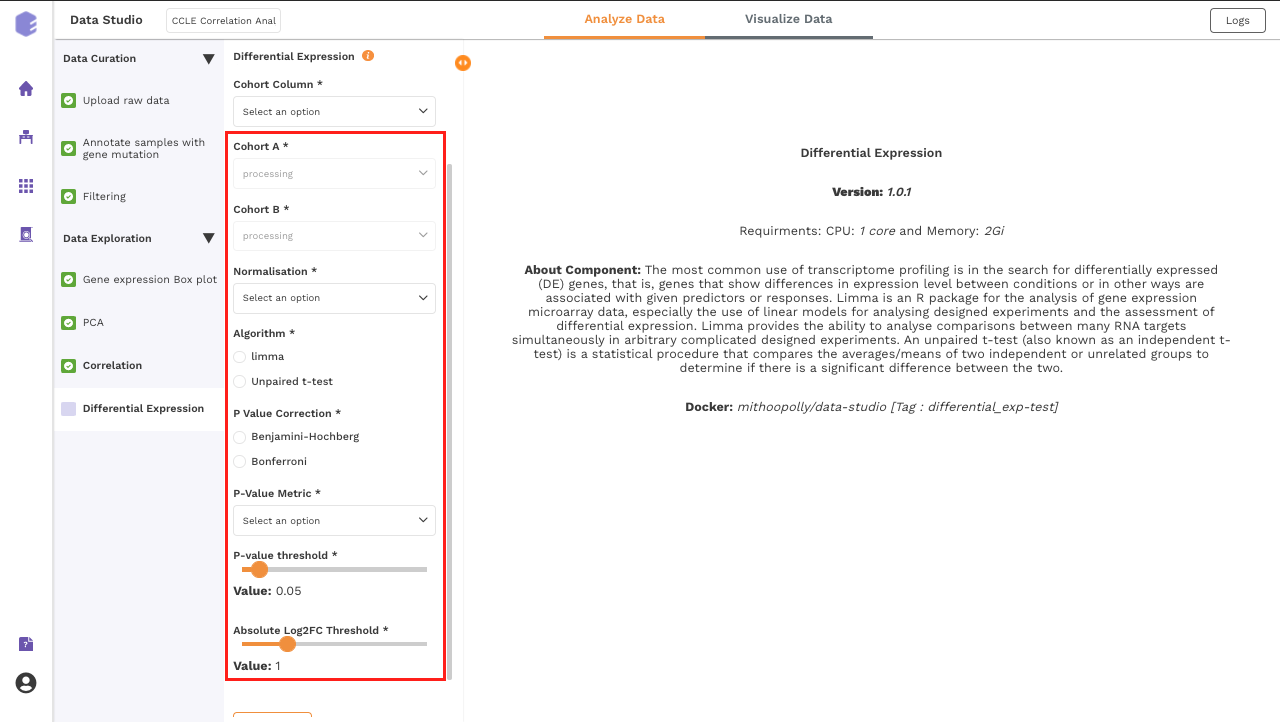 Data Studio
CCLE Correlation Anal
Analyze Data
Visualize Data
Logs
Data Curation
Upload raw data
Annotate samples with
gene mutation
Filtering
Data Exploration
Gene expression Box plot
PCA
Correlation
Differential Expression
Differential Expression i
Cohort Column *
Select an option
Cohort A *
processing
Cohort B *
processing
Normalisation *
Select an option
Algorithm *
limma
Unpaired t-test
P Value Correction *
Benjamini-Hochberg
Bonferroni
P-Value Metric *
Select an option
P-value threshold *
Value: 0.05
Absolute Log2FC Threshold *
Value: 1
?
Differential Expression
Version: 1.0.1
Requirments: CPU: 1 core and Memory: 2Gi
About Component: The most common use of transcriptome profiling is in the search for differentially expressed
(DE) genes, that is, genes that show differences in expression level between conditions or in other ways are
associated with given predictors or responses. Limma is an R package for the analysis of gene expression
microarray data, especially the use of linear models for analysing designed experiments and the assessment of
differential expression. Limma provides the ability to analyse comparisons between many RNA targets
simultaneously in arbitrary complicated designed experiments. An unpaired t-test (also known as an independent t-
test) is a statistical procedure that compares the averages/means of two independent or unrelated groups to
determine if there is a significant difference between the two.
Docker: mithoopolly/data-studio [Tag : differential_exp-test]